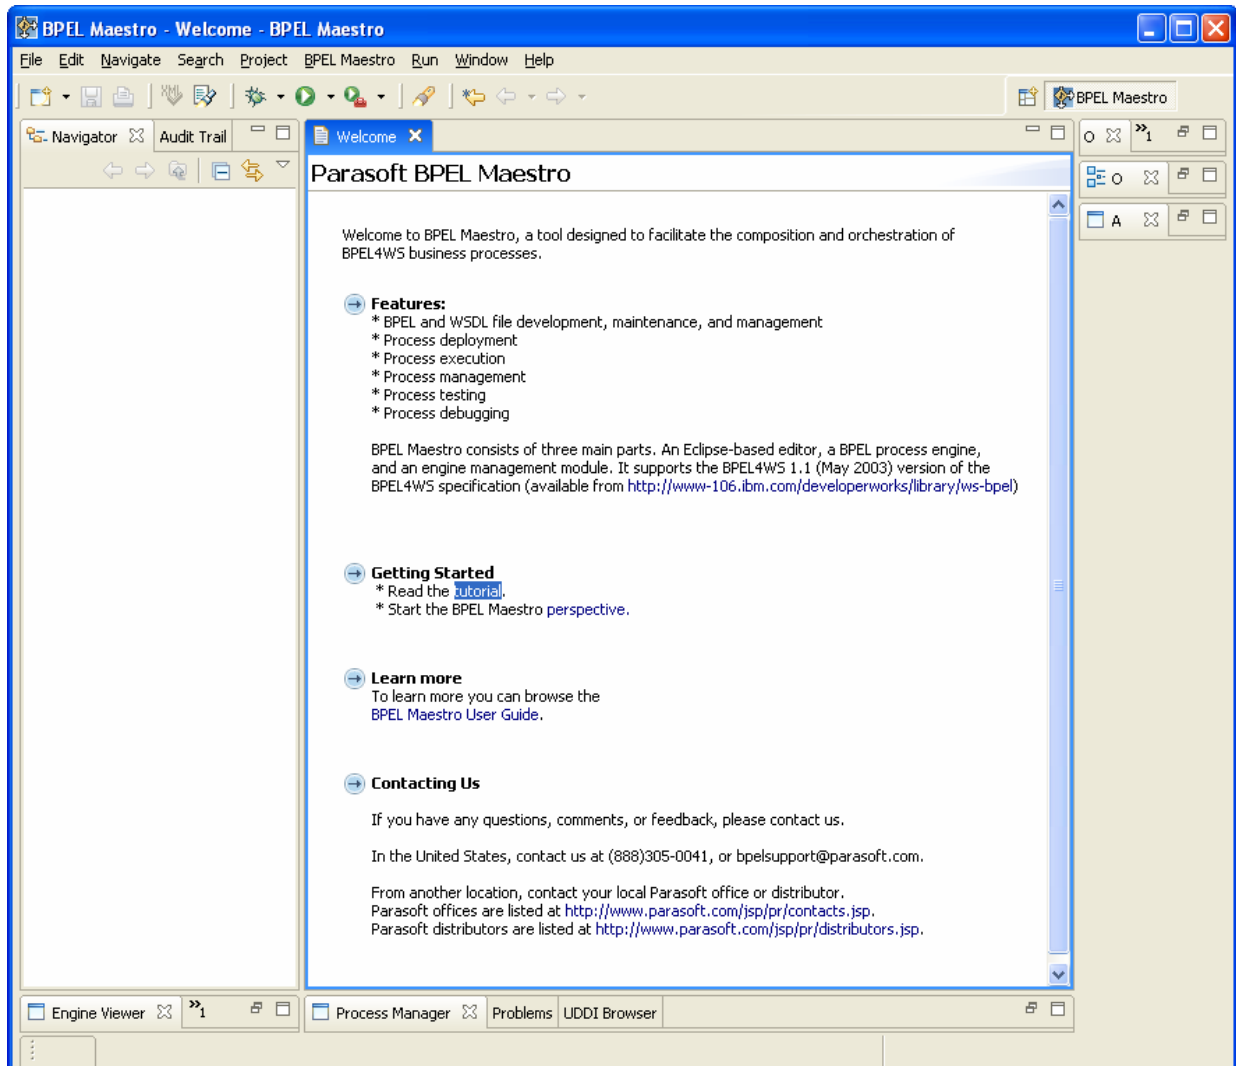 BPEL Maestro - Welcome - BPEL Maestro
File Edit Navigate Search Project BPEL Maestro Run Window Help
BPEL Maestro
Navigator Audit Trail
Welcome
O »1
O
A
Parasoft BPEL Maestro
Welcome to BPEL Maestro, a tool designed to facilitate the composition and orchestration of
BPEL4WS business processes.
Features:
* BPEL and WSDL file development, maintenance, and management
* Process deployment
* Process execution
* Process management
* Process testing
* Process debugging
BPEL Maestro consists of three main parts. An Eclipse-based editor, a BPEL process engine,
and an engine management module. It supports the BPEL4WS 1.1 (May 2003) version of the
BPEL4WS specification (available from http://www-106.ibm.com/developerworks/library/ws-bpel)
Getting Started
* Read the tutorial.
* Start the BPEL Maestro perspective.
Learn more
To learn more you can browse the
BPEL Maestro User Guide.
Contacting Us
If you have any questions, comments, or feedback, please contact us.
In the United States, contact us at (888)305-0041, or bpelsupport@parasoft.com.
From another location, contact your local Parasoft office or distributor.
Parasoft offices are listed at http://www.parasoft.com/jsp/pr/contacts.jsp.
Parasoft distributors are listed at http://www.parasoft.com/jsp/pr/distributors.jsp.
Engine Viewer »1
Process Manager Problems UDDI Browser